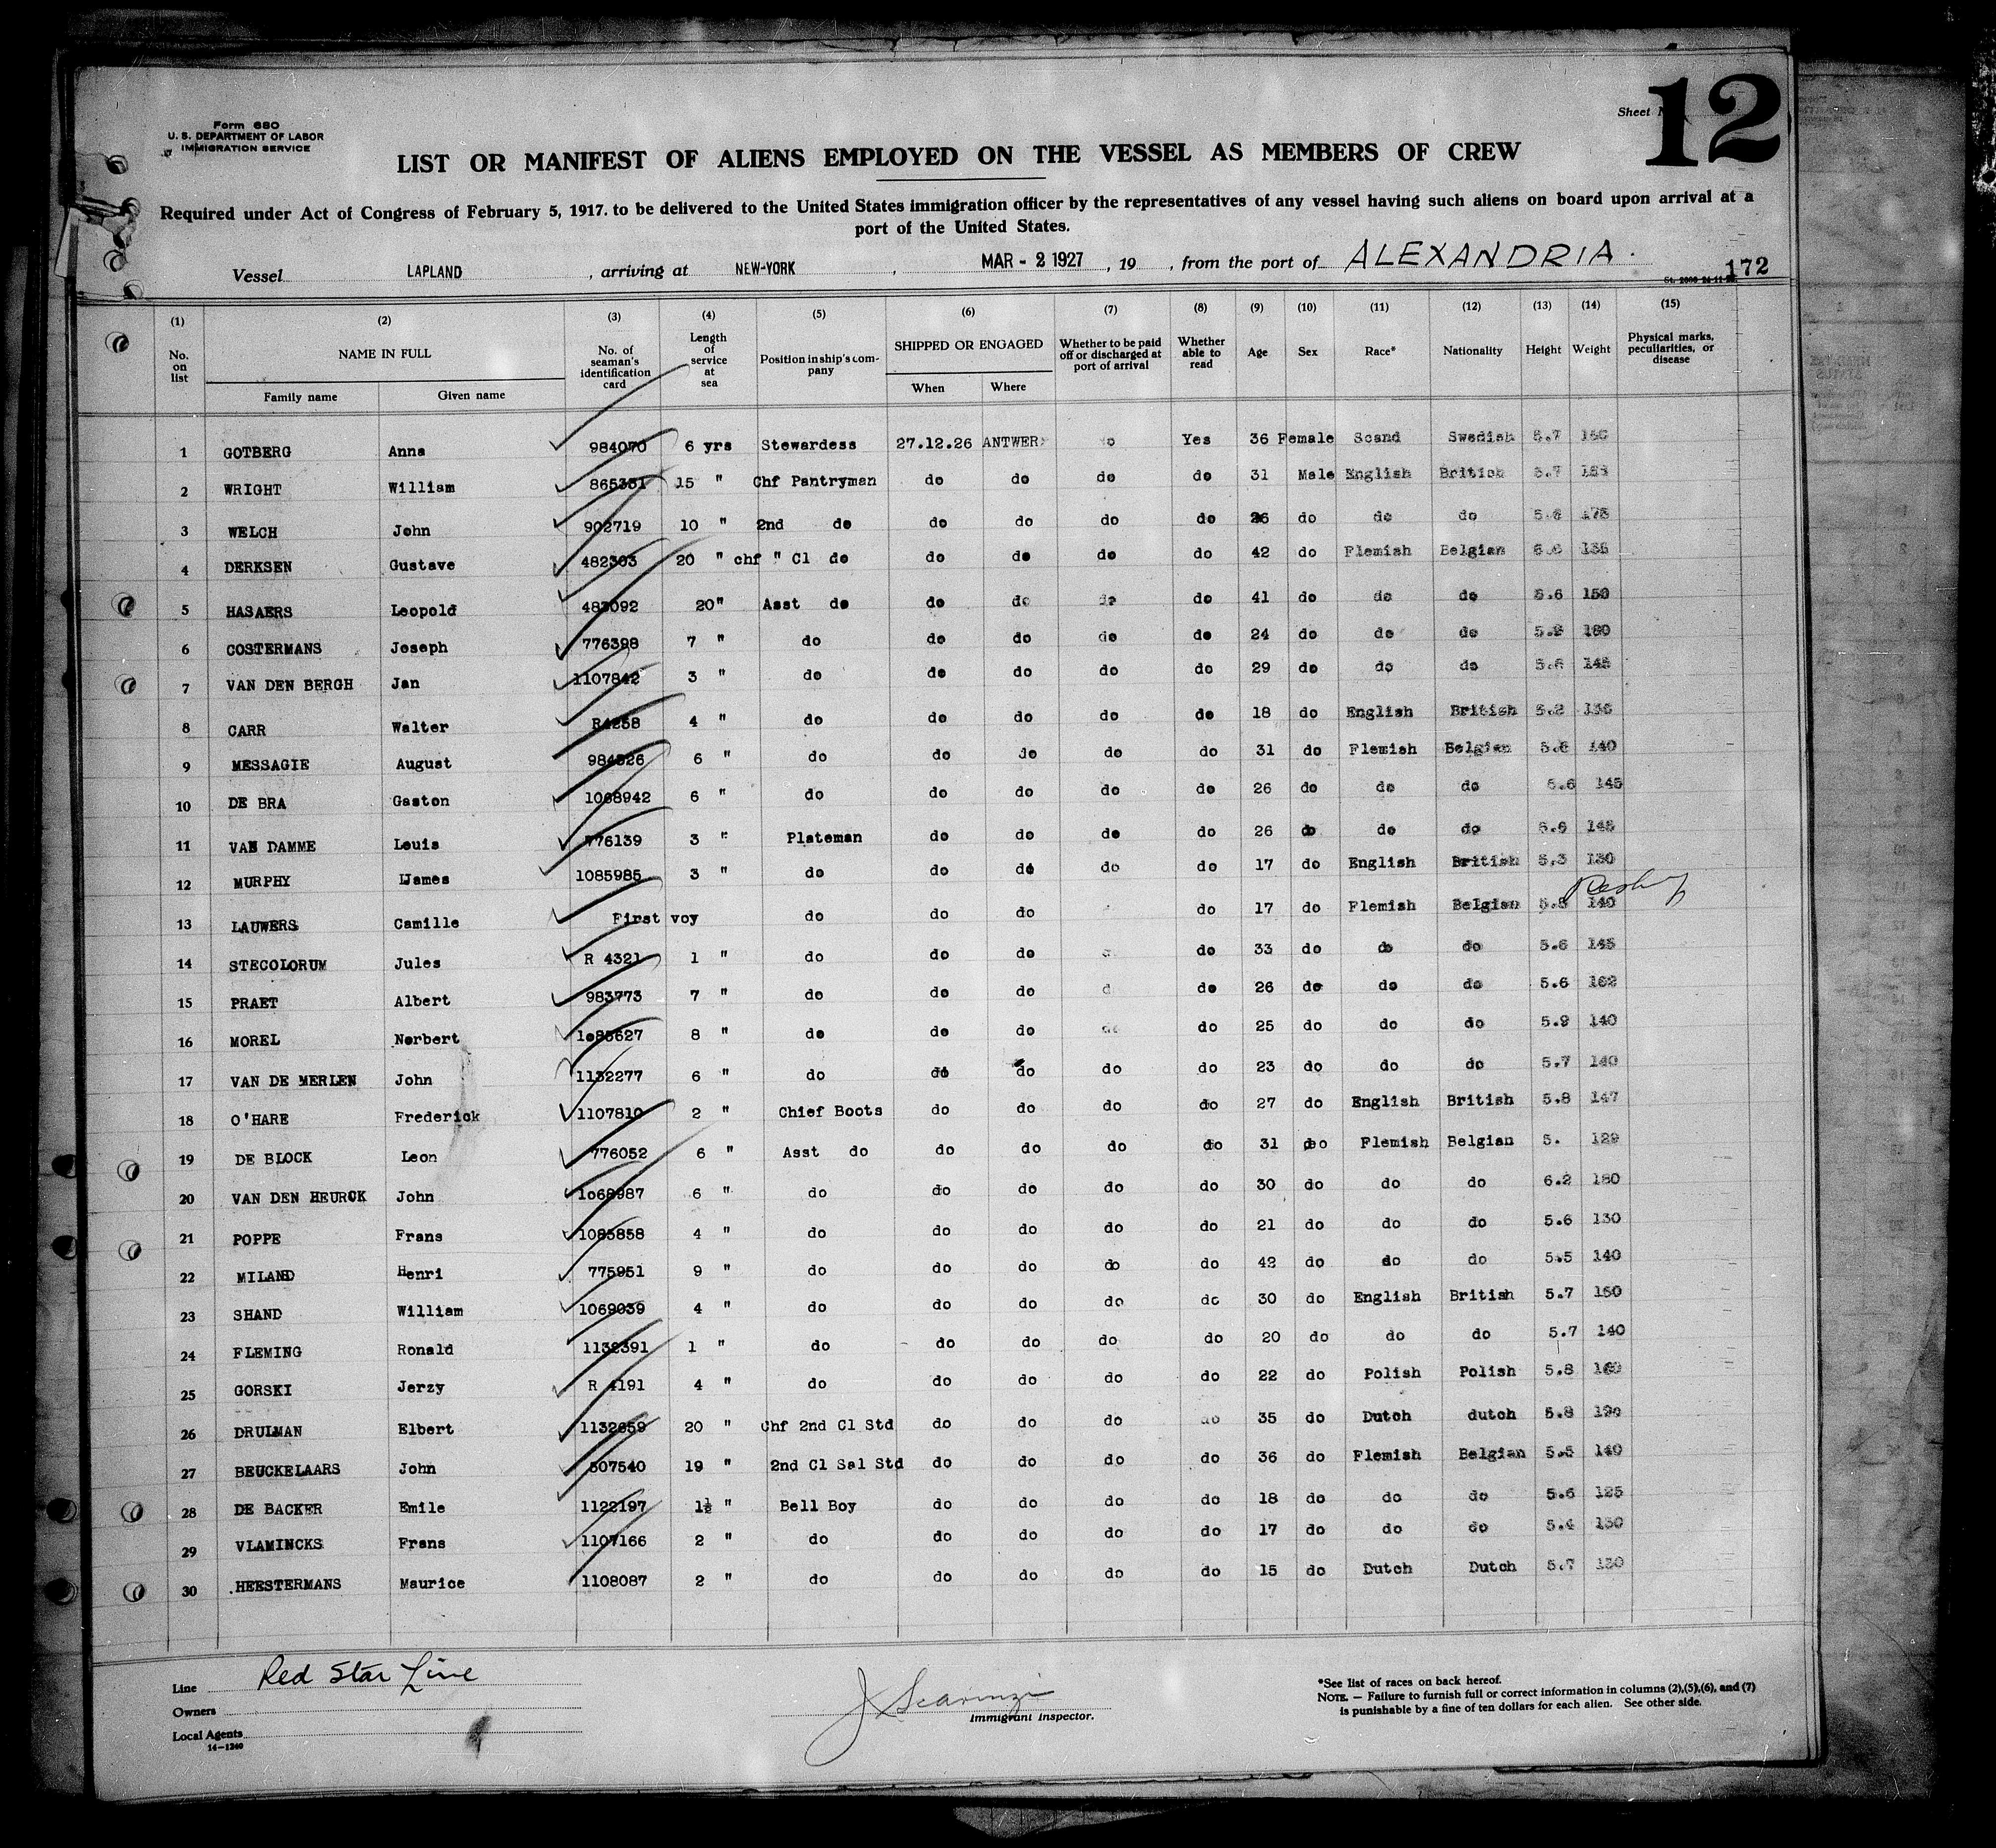 Form 680
U. S. DEPARTMENT OF LABOR
IMMIGRATION SERVICE
Sheet
12
LIST OR MANIFEST OF ALIENS EMPLOYED ON THE VESSEL AS MEMBERS OF CREW
Required under Act of Congress of February 5, 1917. to be delivered to the United States immigration officer by the representatives of any vessel having such aliens on board upon arrival at a
port of the United States.
Vessel LAPLAND , arriving at NEW-YORK , MAR - 2 1927 , 19 , from the port of ALEXANDRIA.
172
(1) (2) (3) (4) (5) (6) (7) (8) (9) (10) (11) (12) (13) (14) (15)
No. on list NAME IN FULL No. of seaman's identification card Length of service at sea Position in ship's company SHIPPED OR ENGAGED Whether to be paid off or discharged at port of arrival Whether able to read Age Sex Race* Nationality Height Weight Physical marks, peculiarities, or disease
Family name Given name When Where
1 GOTBERG Anna 984070 6 yrs Stewardess 27.12.26 ANTWER Yes 36 Female Scand Swedish 5.7
2 WRIGHT William 865331 15 " Chf Pantryman do do do do 31 Male English British 5.7
3 WELCH John 902719 10 " 2nd do do do do do 26 do do do 175
4 DERKSEN Gustave 482303 20 " chf " Cl do do do do do 42 do Flemish Belgian 135
5 HASAERS Leopold 483092 20" Asst do do do do do 41 do do do 5.6 150
6 COSTERMANS Joseph 776398 7 " do do do do do 24 do do do 180
7 VAN DEN BERGH Jan 1107842 3 " do do do do do 29 do do do 5.6 145
8 CARR Walter R4258 4 " do do do do do 18 do English British 5.2
9 MESSAGIE August 984526 6 " do do do do do 31 do Flemish Belgian 5.6 140
10 DE BRA Gaston 1068942 6 " do do do do do 26 do do do 5.6 145
11 VAN DAMME Louis 776139 3 " Plateman do do do do 26 do do do 145
12 MURPHY IJames 1085985 3 " do do do do do 17 do English British 5.3 130
13 LAUWERS Camille First voy do do do do 17 do Flemish Belgian 140
14 STECOLORUM Jules R 4321 1 " do do do do 33 do do do 5.6 145
15 PRAET Albert 983773 7 " do do do d do 26 do do do 5.6 162
16 MOREL Norbert 1085627 8 " do do do do do 25 do do do 5.9 140
17 VAN DE MERLEN John 1132277 6 " do do do do do 23 do do do 5.7 140
18 O'HARE Frederick 1107810 2 " Chief Boots do do do do 27 do English British 5.8 147
19 DE BLOCK Leon 776052 6 " Asst do do do do do 31 do Flemish Belgian 5. 129
20 VAN DEN HEURCK John 1068987 6 " do do do do do 30 do do do 6.2 180
21 POPPE Frans 1085858 4 " do do do do do 21 do do do 5.6 130
22 MILAND Henri 775951 9 " do do do do do 42 do do do 5.5 140
23 SHAND William 1069039 4 " do do do do do 30 do English British 5.7 150
24 FLEMING Ronald 1132391 1 " do do do do do 20 do do do 5.7 140
25 GORSKI Jerzy R 4191 4 " do do do do do 22 do Polish Polish 5.8 160
26 DRULMAN Elbert 1132659 20 " Chf 2nd Cl Std do do do do 35 do Dutch dutch 5.8 190
27 BEUCKELAARS John 507540 19 " 2nd Cl Sal Std do do do do 36 do Flemish Belgian 5.5 140
28 DE BACKER Emile 1122197 1½ " Bell Boy do do do do 18 do do do 5.6 125
29 VLAMINCKS Frans 1107166 2 " do do do do do 17 do do do 5.4 130
30 .HEESTERMANS Maurice 1108087 2 " do do do do do 15 do Dutch Dutch 5.7 130
Line Red Star Line
Owners
Local Agents
14-1240
J Scarinzi
Immigrant Inspector.
*See list of races on back hereof.
NOTE. — Failure to furnish full or correct information in columns (2),(5),(6), and (7)
is punishable by a fine of ten dollars for each alien. See other side.